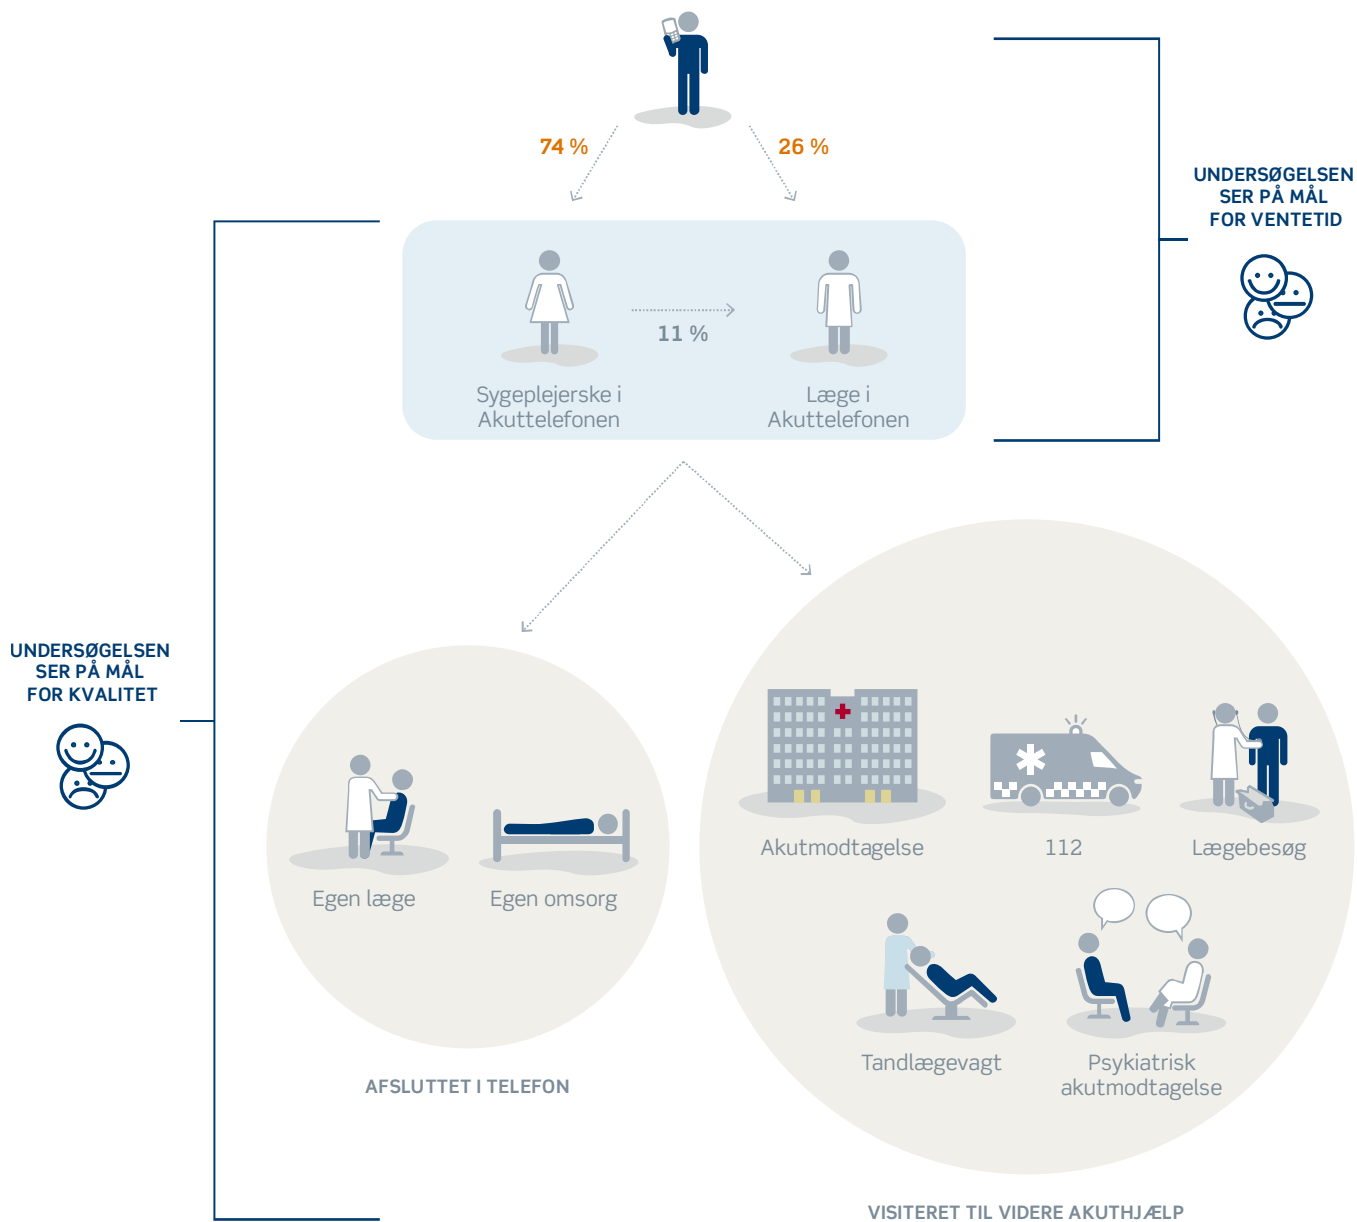 74 %
26 %
UNDERSØGELSEN
SER PÅ MÅL
FOR VENTETID
11 %
Sygeplejerske i
Akuttelefonen
Læge i
Akuttelefonen
UNDERSØGELSEN
SER PÅ MÅL
FOR KVALITET
Egen læge
Egen omsorg
AFSLUTTET I TELEFON
Akutmodtagelse
112
Lægebesøg
Tandlægevagt
Psykiatrisk
akutmodtagelse
VISITERET TIL VIDERE AKUTHJÆLP